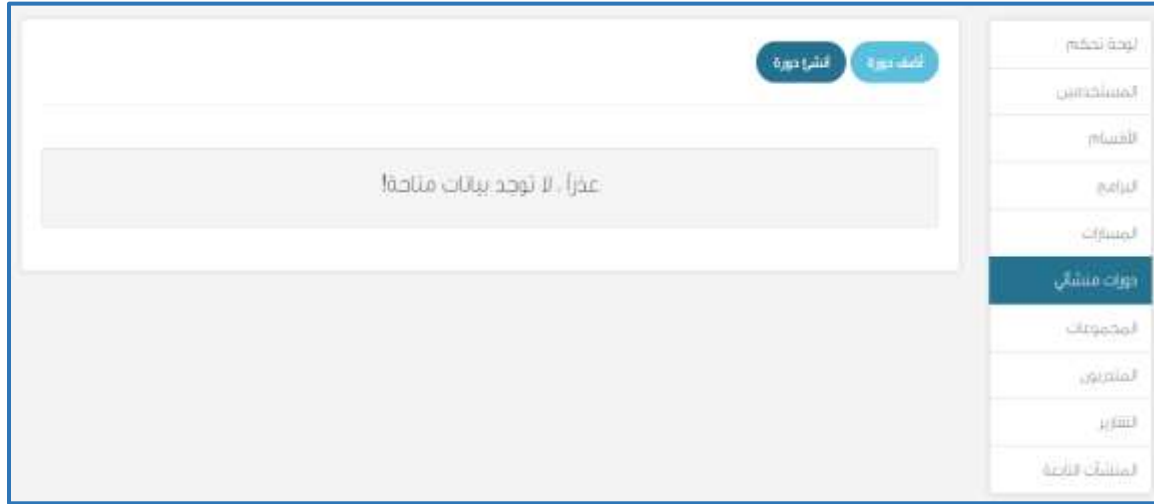 لوحة تحكم
المستخدمين
الأقسام
البرامج
المسارات
دورات منشأتي
المجموعات
المتدربون
التقارير
المنشآت التابعة
أضف دورة
أنشئ دورة
عذراً ، لا توجد بيانات متاحة!